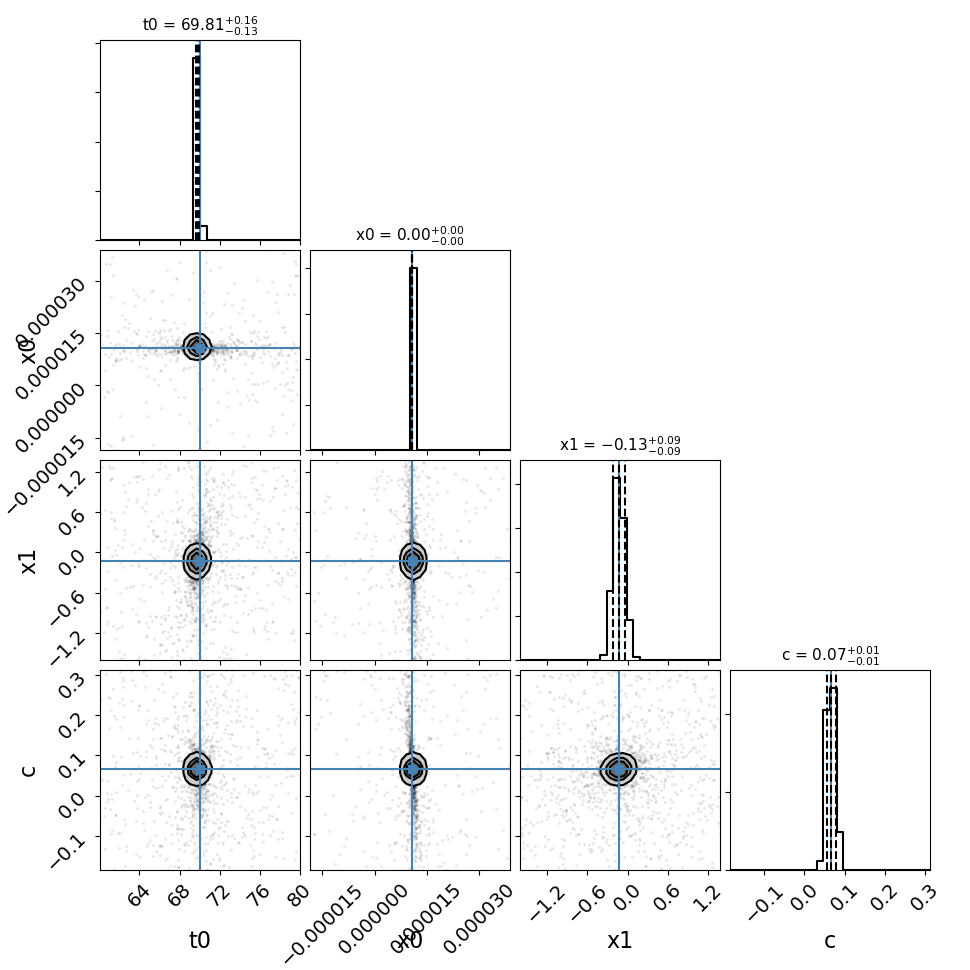 t0 = 69.81+0.16 −0.13
x0 = 0.00+0.00 −0.00
x0
0.000030
0.000015
0.000000
−0.000015
x1 = −0.13+0.09 −0.09
x1
1.2
0.6
0.0
−0.6
−1.2
c = 0.07+0.01 −0.01
c
0.3
0.2
0.1
0.0
−0.1
64 68 72 76 80
−0.000015 0.000000 0.000015 0.000030
−1.2 −0.6 0.0 0.6 1.2
−0.1 0.0 0.1 0.2 0.3
t0 x0 x1 c